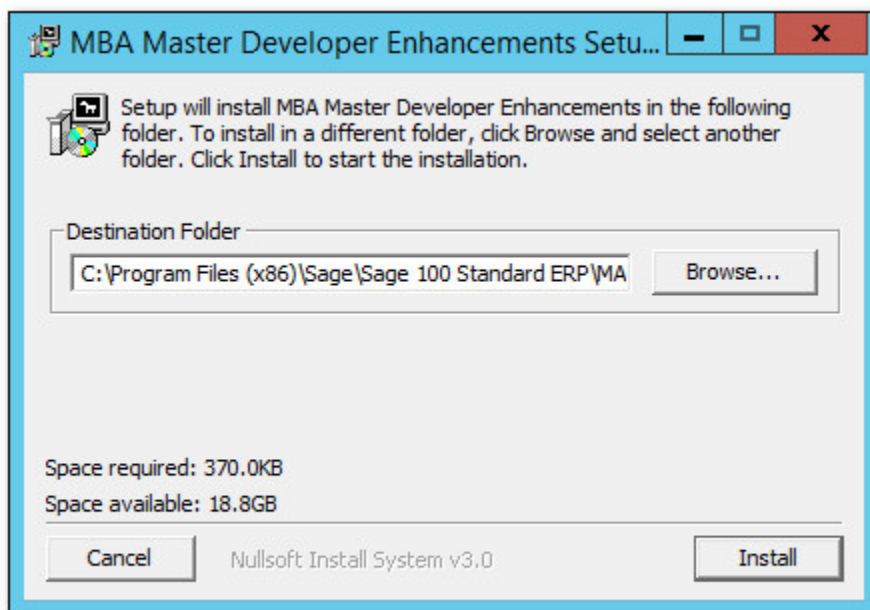 MBA Master Developer Enhancements Setu...
Setup will install MBA Master Developer Enhancements in the following
folder. To install in a different folder, click Browse and select another
folder. Click Install to start the installation.
Destination Folder
C:\Program Files (x86)\Sage\Sage 100 Standard ERP\MA
Browse...
Space required: 370.0KB
Space available: 18.8GB
Cancel
Nullsoft Install System v3.0
Install